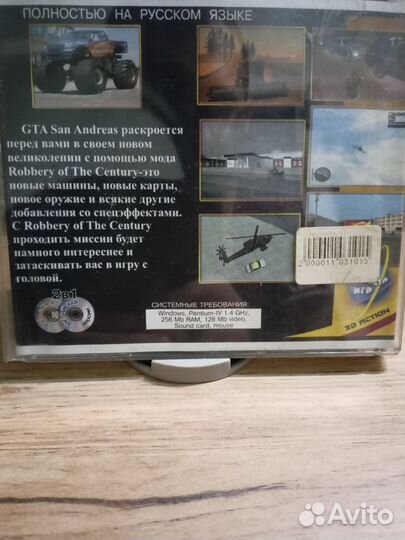 ПОЛНОСТЬЮ НА РУССКОМ ЯЗЫКЕ
GTA San Andreas раскроется
перед вами в своем новом
великолепии с помощью мода
Robbery of The Century-это
новые машины, новые карты,
новое оружие и всякие другие
добавления со спецэффектами.
С Robbery of The Century
проходить миссии будет
намного интереснее и
затаскивать вас в игру с
головой.
2в1
СИСТЕМНЫЕ ТРЕБОВАНИЯ:
Windows, Pentium-IV 1.4 GHz,
256 Mb RAM, 128 Mb video,
Sound card, mouse
2 000011 031015
ИГРА
3D ACTION
Avito